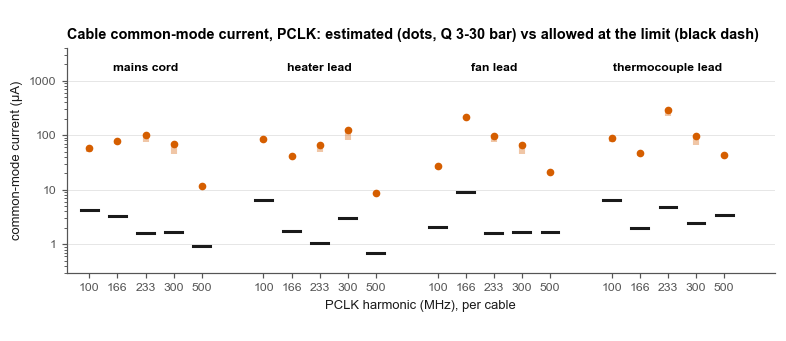 Cable common-mode current, PCLK: estimated (dots, Q 3-30 bar) vs allowed at the limit (black dash)
mains cord heater lead fan lead thermocouple lead
1000
100
10
1
common-mode current (µA)
100 166 233 300 500 100 166 233 300 500 100 166 233 300 500 100 166 233 300 500
PCLK harmonic (MHz), per cable